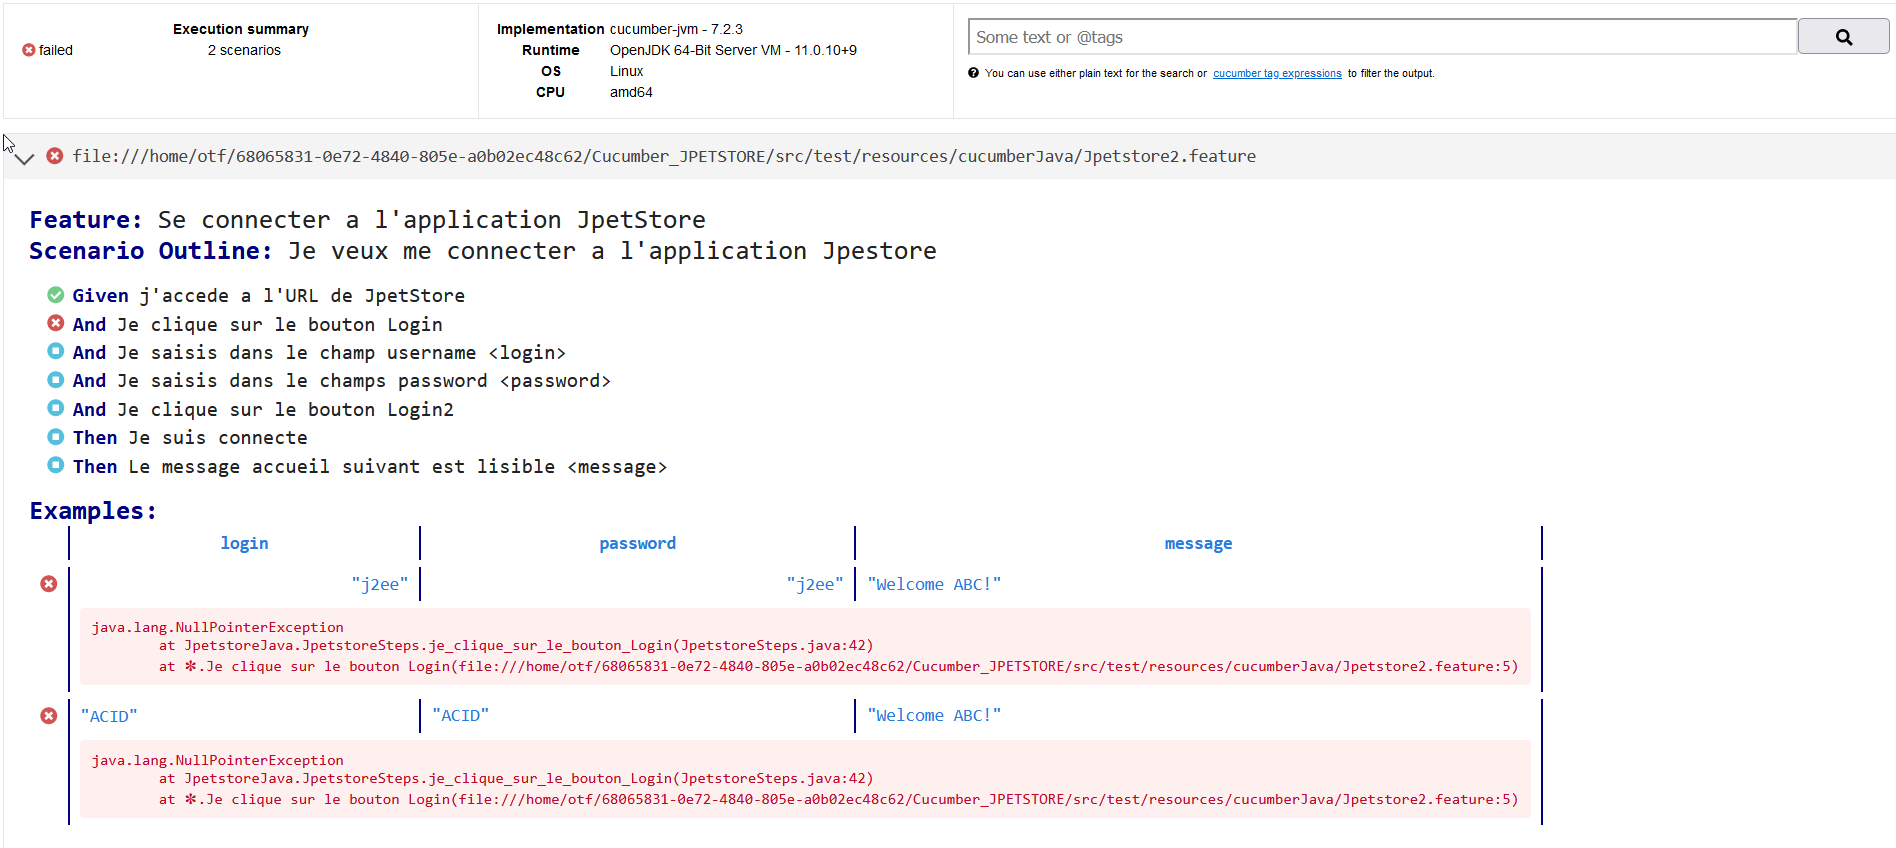 failed
Execution summary
2 scenarios
Implementation cucumber-jvm - 7.2.3
Runtime OpenJDK 64-Bit Server VM - 11.0.10+9
OS Linux
CPU amd64
Some text or @tags
You can use either plain text for the search or cucumber tag expressions to filter the output.
file:///home/otf/68065831-0e72-4840-805e-a0b02ec48c62/Cucumber_JPETSTORE/src/test/resources/cucumberJava/Jpetstore2.feature
Feature: Se connecter a l'application JpetStore
Scenario Outline: Je veux me connecter a l'application Jpestore
Given j'accede a l'URL de JpetStore
And Je clique sur le bouton Login
And Je saisis dans le champ username <login>
And Je saisis dans le champs password <password>
And Je clique sur le bouton Login2
Then Je suis connecte
Then Le message accueil suivant est lisible <message>
Examples:
login password message
"j2ee" "j2ee" "Welcome ABC!"
java.lang.NullPointerException
at JpetstoreJava.JpetstoreSteps.je_clique_sur_le_bouton_Login(JpetstoreSteps.java:42)
at ✻.Je clique sur le bouton Login(file:///home/otf/68065831-0e72-4840-805e-a0b02ec48c62/Cucumber_JPETSTORE/src/test/resources/cucumberJava/Jpetstore2.feature:5)
"ACID" "ACID" "Welcome ABC!"
java.lang.NullPointerException
at JpetstoreJava.JpetstoreSteps.je_clique_sur_le_bouton_Login(JpetstoreSteps.java:42)
at ✻.Je clique sur le bouton Login(file:///home/otf/68065831-0e72-4840-805e-a0b02ec48c62/Cucumber_JPETSTORE/src/test/resources/cucumberJava/Jpetstore2.feature:5)